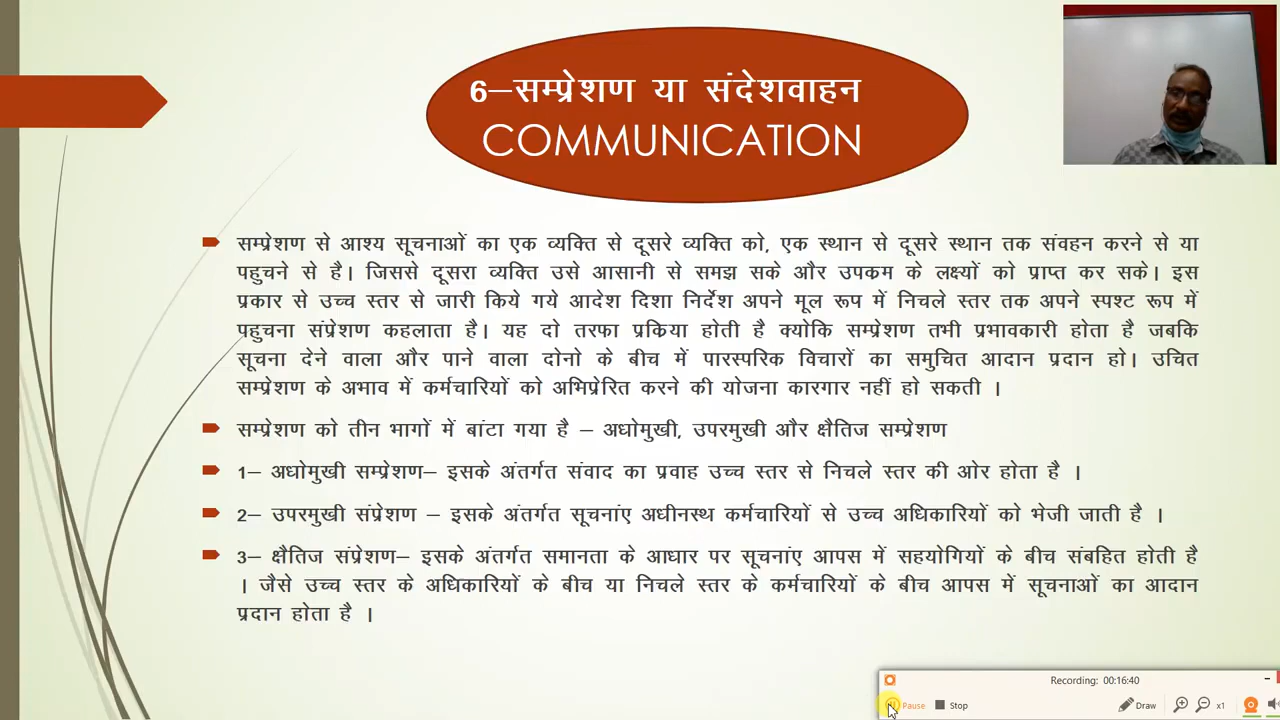 6–सम्प्रेशण या संदेशवाहन
COMMUNICATION
सम्प्रेशण से आश्य सूचनाओं का एक व्यक्ति से दूसरे व्यक्ति को, एक स्थान से दूसरे स्थान तक संवहन करने से या
पहुचने से है। जिससे दूसरा व्यक्ति उसे आसानी से समझ सके और उपकम के लक्ष्यों को प्राप्त कर सके। इस
प्रकार से उच्च स्तर से जारी किये गये आदेश दिशा निर्देश अपने मूल रूप में निचले स्तर तक अपने स्पश्ट रूप में
पहुचना संप्रेशण कहलाता है। यह दो तरफा प्रकिया होती है क्योकि सम्प्रेशण तभी प्रभावकारी होता है जबकि
सूचना देने वाला और पाने वाला दोनो के बीच में पारस्परिक विचारों का समुचित आदान प्रदान हो। उचित
सम्प्रेशण के अभाव में कर्मचारियों को अभिप्रेरित करने की योजना कारगार नहीं हो सकती ।
सम्प्रेशण को तीन भागों में बांटा गया है – अधोमुखी, उपरमुखी और क्षैतिज सम्प्रेशण
1– अधोमुखी सम्प्रेशण– इसके अंतर्गत संवाद का प्रवाह उच्च स्तर से निचले स्तर की ओर होता है ।
2– उपरमुखी संप्रेशण – इसके अंतर्गत सूचनांए अधीनस्थ कर्मचारियों से उच्च अधिकारियों को भेजी जाती है ।
3– क्षैतिज संप्रेशण– इसके अंतर्गत समानता के आधार पर सूचनांए आपस में सहयोगियों के बीच संबहित होती है
। जैसे उच्च स्तर के अधिकारियों के बीच या निचले स्तर के कर्मचारियों के बीच आपस में सूचनाओं का आदान
प्रदान होता है ।
Recording: 00:16:40
Pause Stop Draw x1